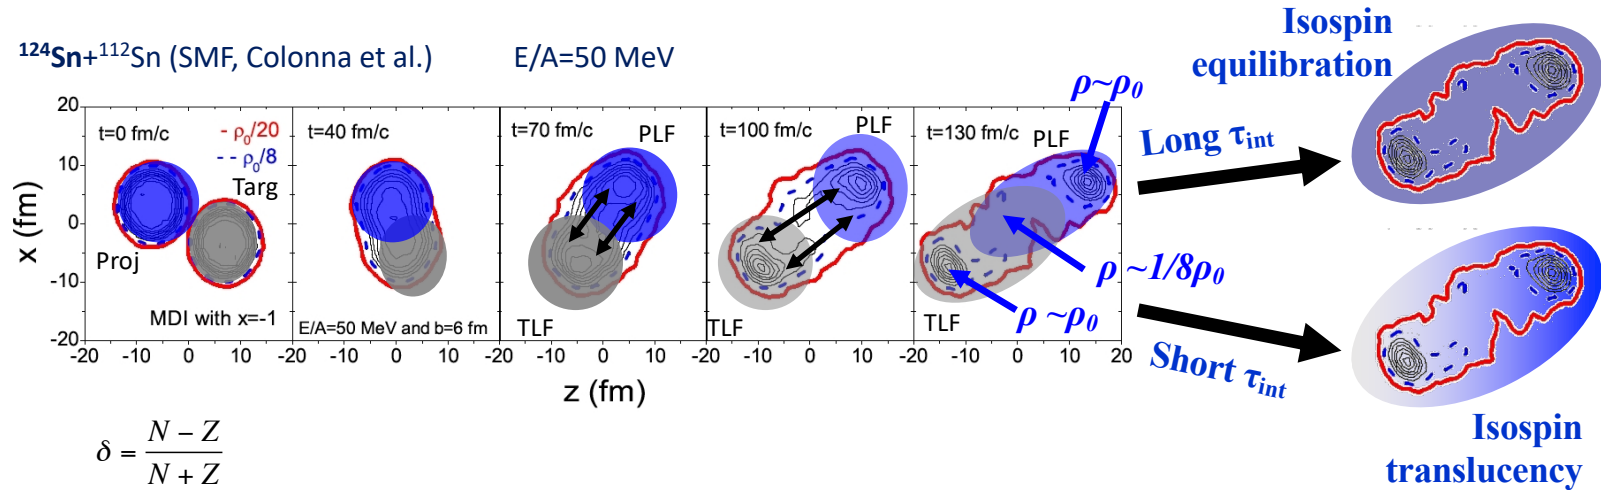 ¹²⁴Sn+¹¹²Sn (SMF, Colonna et al.)
E/A=50 MeV
Isospin
equilibration
t=0 fm/c
- ρ₀/20
- - ρ₀/8
Targ
Proj
MDI with x=-1
t=40 fm/c
E/A=50 MeV and b=6 fm
t=70 fm/c
PLF
TLF
t=100 fm/c
PLF
TLF
t=130 fm/c
PLF
TLF
ρ~ρ₀
ρ ~1/8ρ₀
ρ ~ρ₀
20
10
0
-10
-20
x (fm)
-20 -10 0 10 -20 -10 0 10 -20 -10 0 10 -20 -10 0 10 20 -10 0 10 20
z (fm)
Long τint
Short τint
Isospin
translucency
δ = (N − Z)/(N + Z)